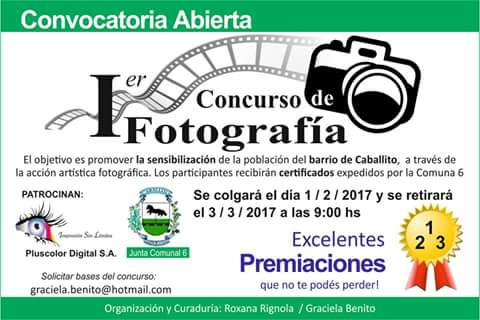 Convocatoria Abierta
1er
Concurso de
Fotografía
El objetivo es promover la sensibilización de la población del barrio de Caballito, a través de
la acción artística fotográfica. Los participantes recibirán certificados expedidos por la Comuna 6
PATROCINAN:
Impresión Sin Límites
Pluscolor Digital S.A.
CABALLITO
Junta Comunal 6
Se colgará el día 1 / 2 / 2017 y se retirará
el 3 / 3 / 2017 a las 9:00 hs
Excelentes
Premiaciones
que no te podés perder!
1
2 3
Solicitar bases del concurso:
graciela.benito@hotmail.com
Organización y Curaduría: Roxana Rignola / Graciela Benito